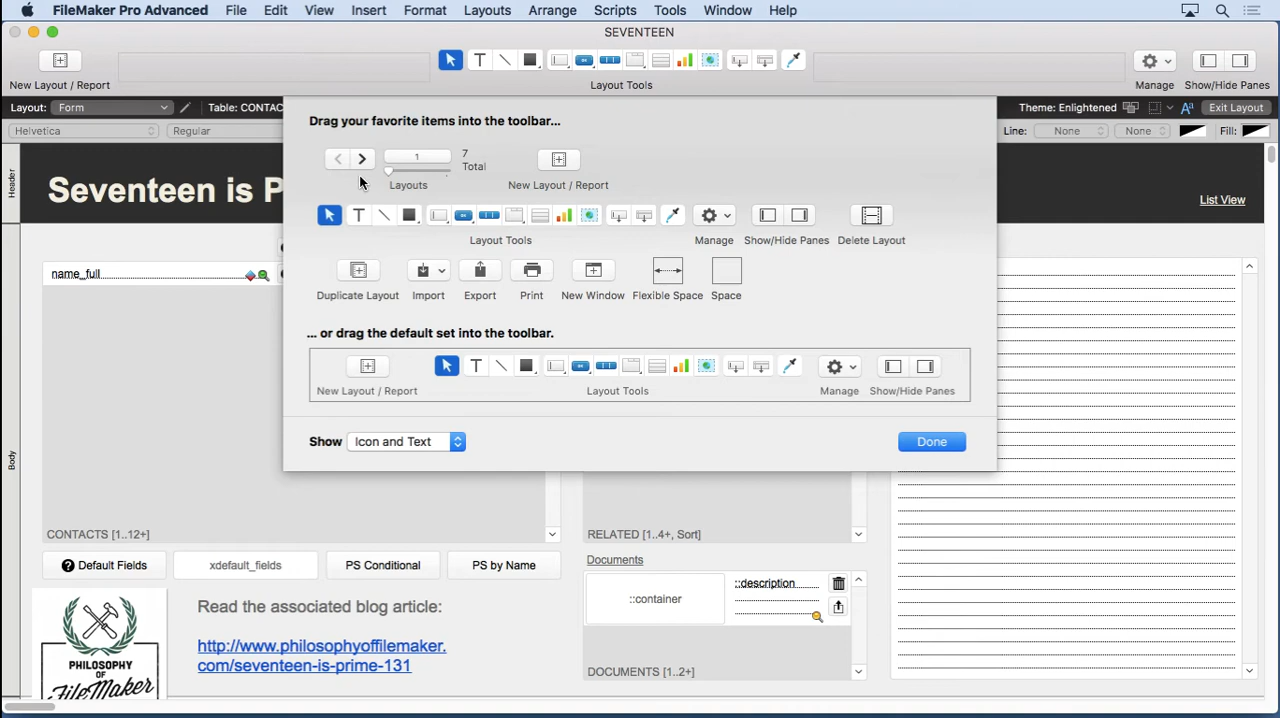 FileMaker Pro Advanced File Edit View Insert Format Layouts Arrange Scripts Tools Window Help
SEVENTEEN
New Layout / Report Layout Tools Manage Show/Hide Panes
Layout: Form Table: CONTAC Theme: Enlightened Exit Layout
Helvetica Regular Line: None None Fill:
Header
Seventeen is P
List View
Drag your favorite items into the toolbar...
1 7
Total
Layouts New Layout / Report
Layout Tools Manage Show/Hide Panes Delete Layout
Duplicate Layout Import Export Print New Window Flexible Space Space
... or drag the default set into the toolbar.
New Layout / Report Layout Tools Manage Show/Hide Panes
Show Icon and Text Done
name_full
Body
CONTACTS [1..12+] RELATED [1..4+, Sort]
Default Fields xdefault_fields PS Conditional PS by Name
Documents
::container ::description
DOCUMENTS [1..2+]
Read the associated blog article:
http://www.philosophyoffilemaker.
com/seventeen-is-prime-131
PHILOSOPHY
OF
FILEMAKER